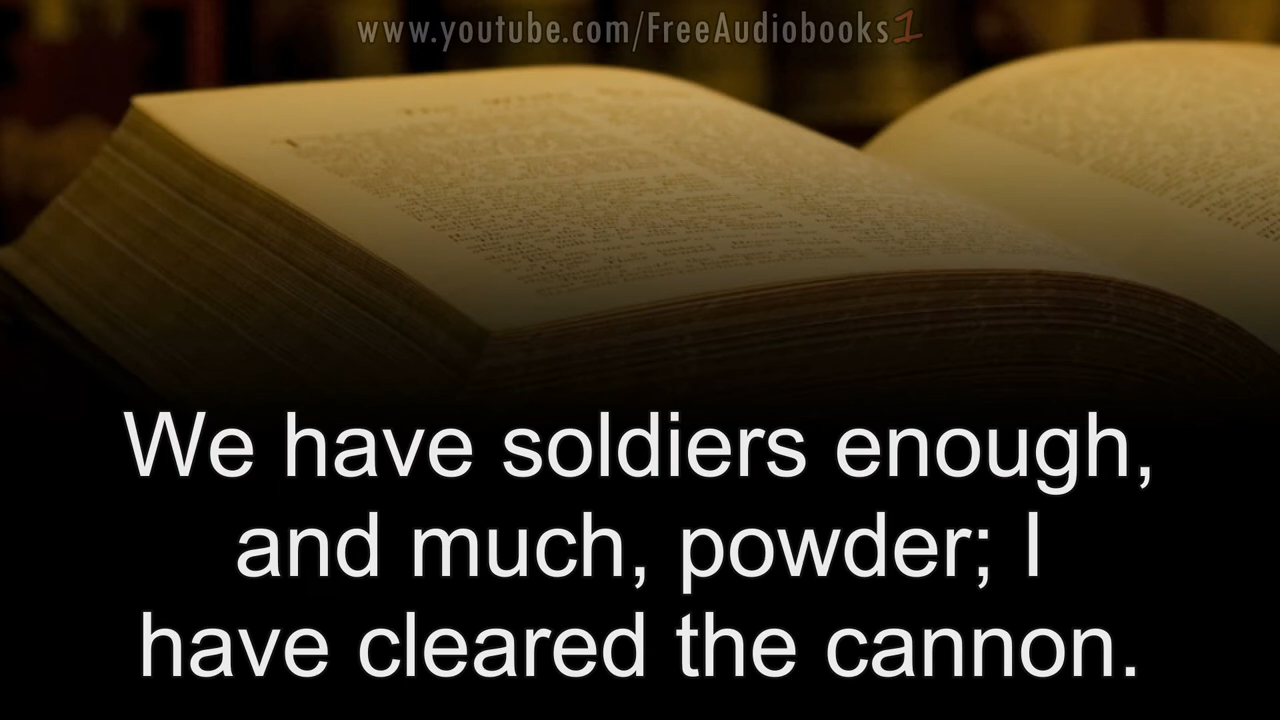 www.youtube.com/FreeAudiobooks1
We have soldiers enough,
and much, powder; I
have cleared the cannon.